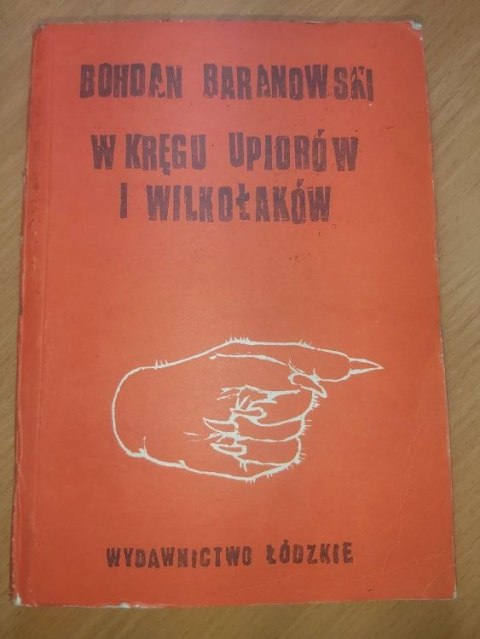 BOHDAN BARANOWSKI
W KRĘGU UPIORÓW
I WILKOŁAKÓW
WYDAWNICTWO ŁÓDZKIE